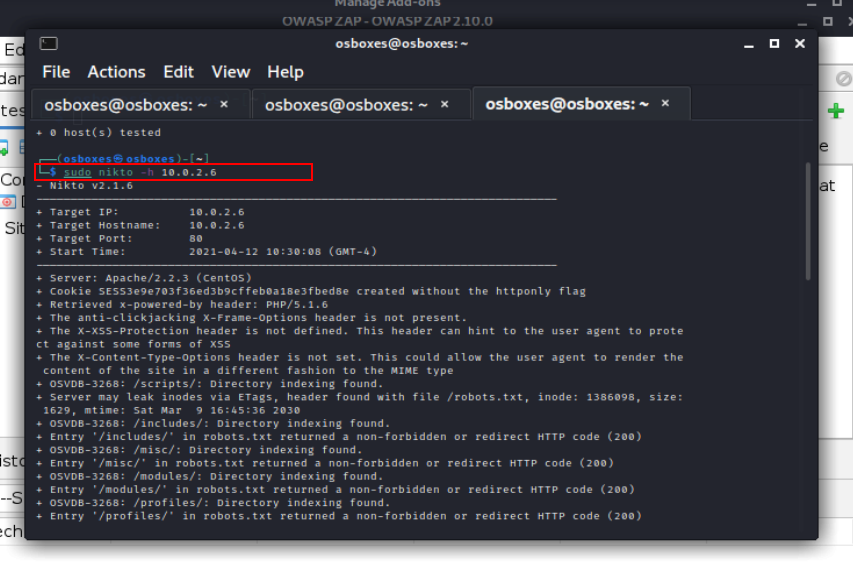 Manage Add-ons
OWASP ZAP - OWASP ZAP 2.10.0
osboxes@osboxes: ~
File Actions Edit View Help
osboxes@osboxes: ~ × osboxes@osboxes: ~ × osboxes@osboxes: ~ ×
+ 0 host(s) tested
┌──(osboxes㉿osboxes)-[~]
└─$ sudo nikto -h 10.0.2.6
- Nikto v2.1.6
---------------------------------------------------------------------------
+ Target IP: 10.0.2.6
+ Target Hostname: 10.0.2.6
+ Target Port: 80
+ Start Time: 2021-04-12 10:30:08 (GMT-4)
---------------------------------------------------------------------------
+ Server: Apache/2.2.3 (CentOS)
+ Cookie SESS3e9e703f36ed3b9cffeb0a18e3fbed8e created without the httponly flag
+ Retrieved x-powered-by header: PHP/5.1.6
+ The anti-clickjacking X-Frame-Options header is not present.
+ The X-XSS-Protection header is not defined. This header can hint to the user agent to prote
ct against some forms of XSS
+ The X-Content-Type-Options header is not set. This could allow the user agent to render the
content of the site in a different fashion to the MIME type
+ OSVDB-3268: /scripts/: Directory indexing found.
+ Server may leak inodes via ETags, header found with file /robots.txt, inode: 1386098, size:
1629, mtime: Sat Mar 9 16:45:36 2030
+ OSVDB-3268: /includes/: Directory indexing found.
+ Entry '/includes/' in robots.txt returned a non-forbidden or redirect HTTP code (200)
+ OSVDB-3268: /misc/: Directory indexing found.
+ Entry '/misc/' in robots.txt returned a non-forbidden or redirect HTTP code (200)
+ OSVDB-3268: /modules/: Directory indexing found.
+ Entry '/modules/' in robots.txt returned a non-forbidden or redirect HTTP code (200)
+ OSVDB-3268: /profiles/: Directory indexing found.
+ Entry '/profiles/' in robots.txt returned a non-forbidden or redirect HTTP code (200)